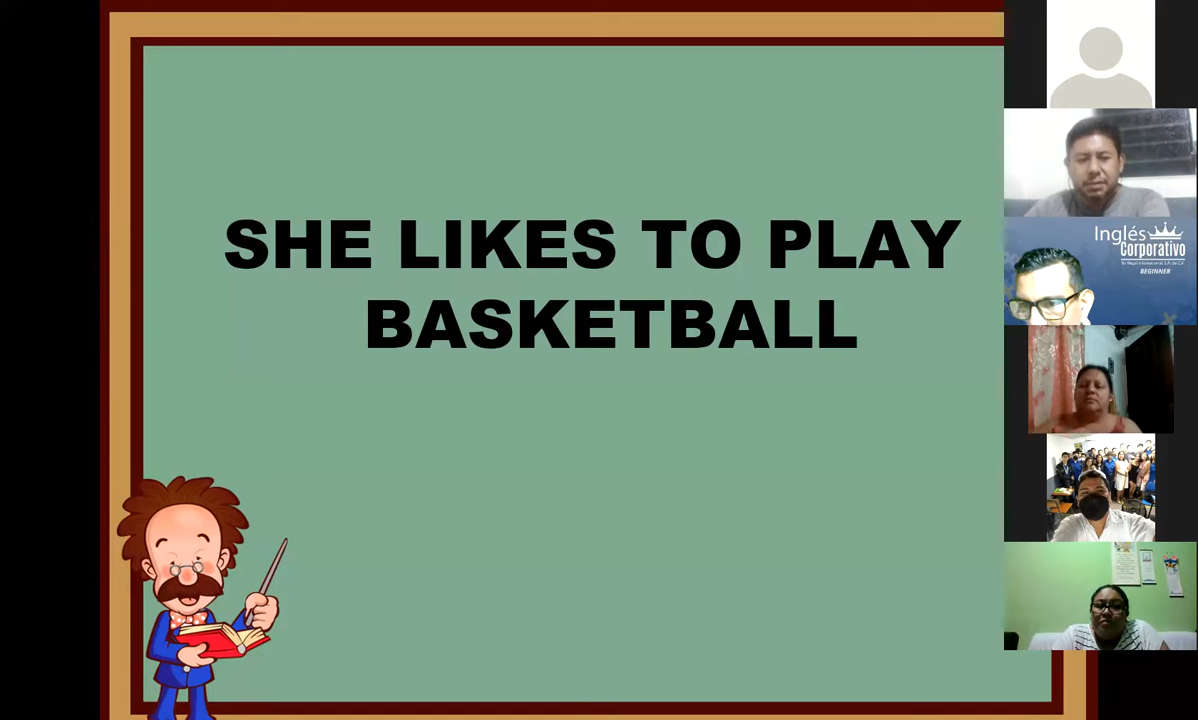 SHE LIKES TO PLAY
BASKETBALL
Inglés
Corporativo
BEGINNER